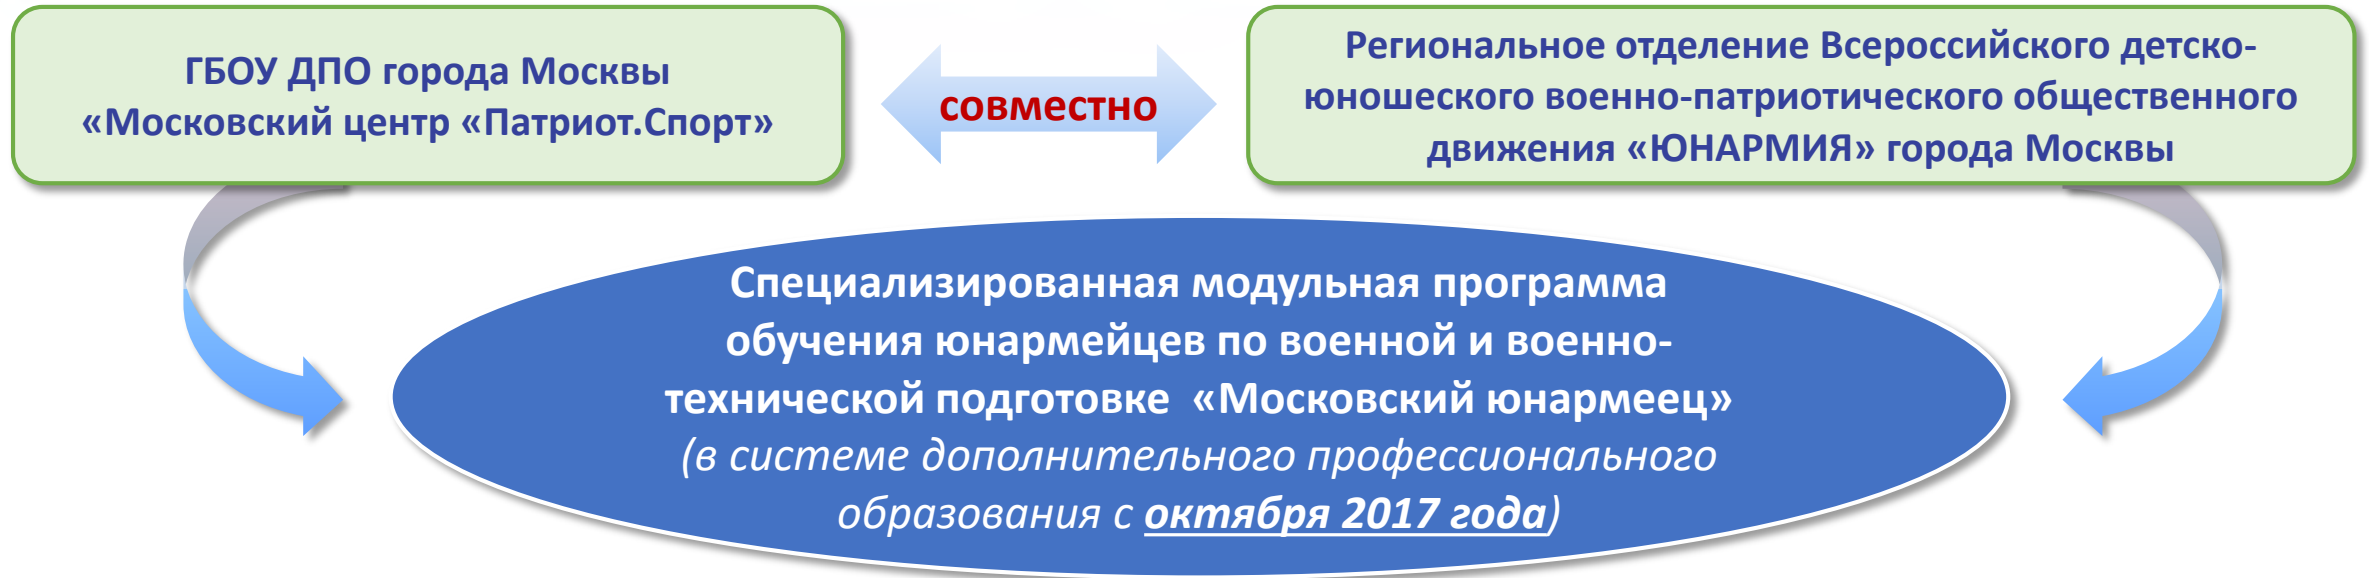 ГБОУ ДПО города Москвы
«Московский центр «Патриот.Спорт»
совместно
Региональное отделение Всероссийского детско-
юношеского военно-патриотического общественного
движения «ЮНАРМИЯ» города Москвы
Специализированная модульная программа
обучения юнармейцев по военной и военно-
технической подготовке «Московский юнармеец»
(в системе дополнительного профессионального
образования с октября 2017 года)